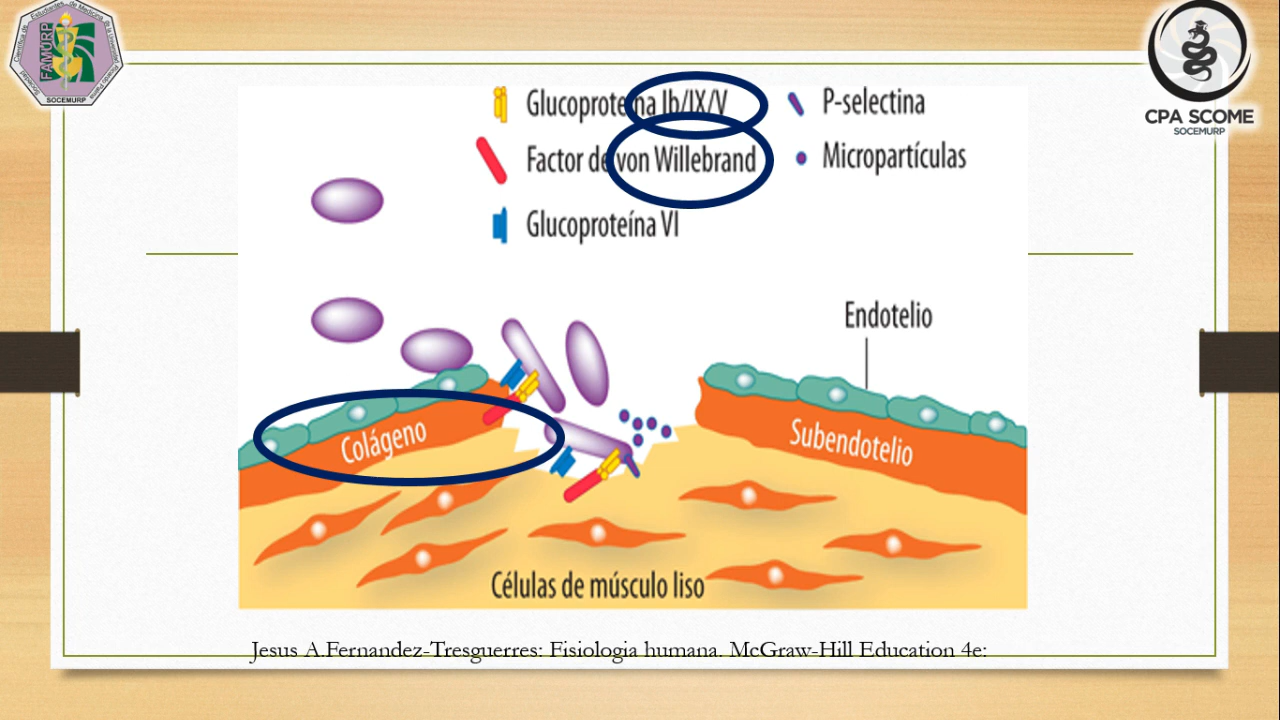 FAMURP
SOCEMURP
CPA SCOME
SOCEMURP
Glucoproteína Ib/IX/V
P-selectina
Factor de von Willebrand
Micropartículas
Glucoproteína VI
Endotelio
Colágeno
Subendotelio
Células de músculo liso
Jesus A.Fernandez-Tresguerres: Fisiologia humana. McGraw-Hill Education 4e: